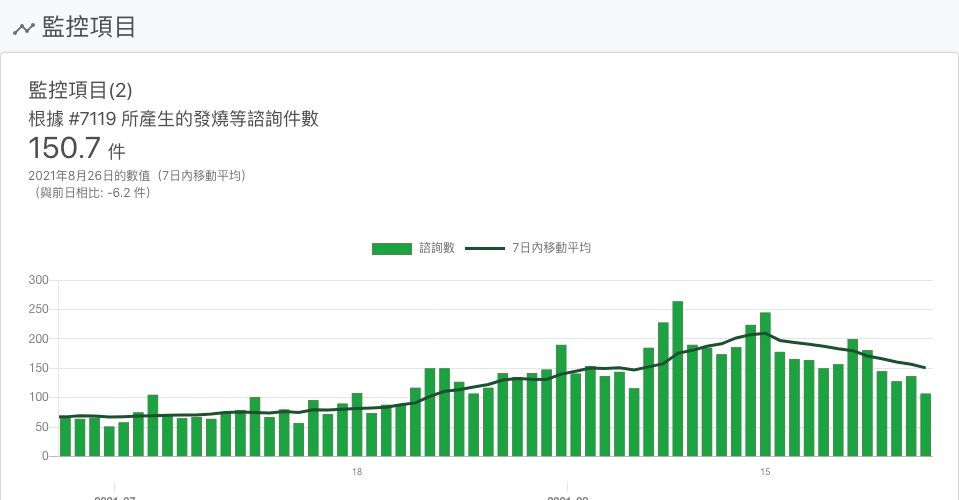 監控項目
監控項目(2)
根據 #7119 所產生的發燒等諮詢件數
150.7 件
2021年8月26日的數值（7日內移動平均）
（與前日相比: -6.2 件）
諮詢數 7日內移動平均
300
250
200
150
100
50
0
18 15